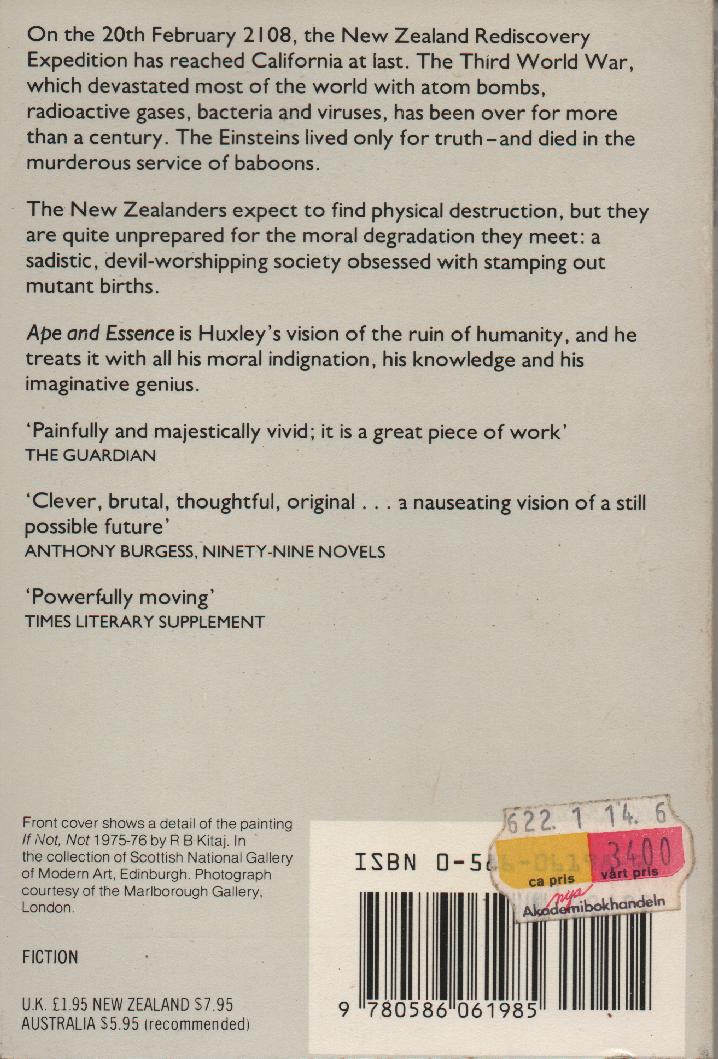 On the 20th February 2108, the New Zealand Rediscovery
Expedition has reached California at last. The Third World War,
which devastated most of the world with atom bombs,
radioactive gases, bacteria and viruses, has been over for more
than a century. The Einsteins lived only for truth – and died in the
murderous service of baboons.
The New Zealanders expect to find physical destruction, but they
are quite unprepared for the moral degradation they meet: a
sadistic, devil-worshipping society obsessed with stamping out
mutant births.
Ape and Essence is Huxley's vision of the ruin of humanity, and he
treats it with all his moral indignation, his knowledge and his
imaginative genius.
'Painfully and majestically vivid; it is a great piece of work'
THE GUARDIAN
'Clever, brutal, thoughtful, original . . . a nauseating vision of a still
possible future'
ANTHONY BURGESS, NINETY-NINE NOVELS
'Powerfully moving'
TIMES LITERARY SUPPLEMENT
Front cover shows a detail of the painting
If Not, Not 1975-76 by R B Kitaj. In
the collection of Scottish National Gallery
of Modern Art, Edinburgh. Photograph
courtesy of the Marlborough Gallery,
London.
FICTION
U.K. £1.95 NEW ZEALAND $7.95
AUSTRALIA $5.95 (recommended)
622. 1 14. 6
ISBN 0-5
3400
ca pris vårt pris
nya
Akademibokhandeln
9 780586 061985